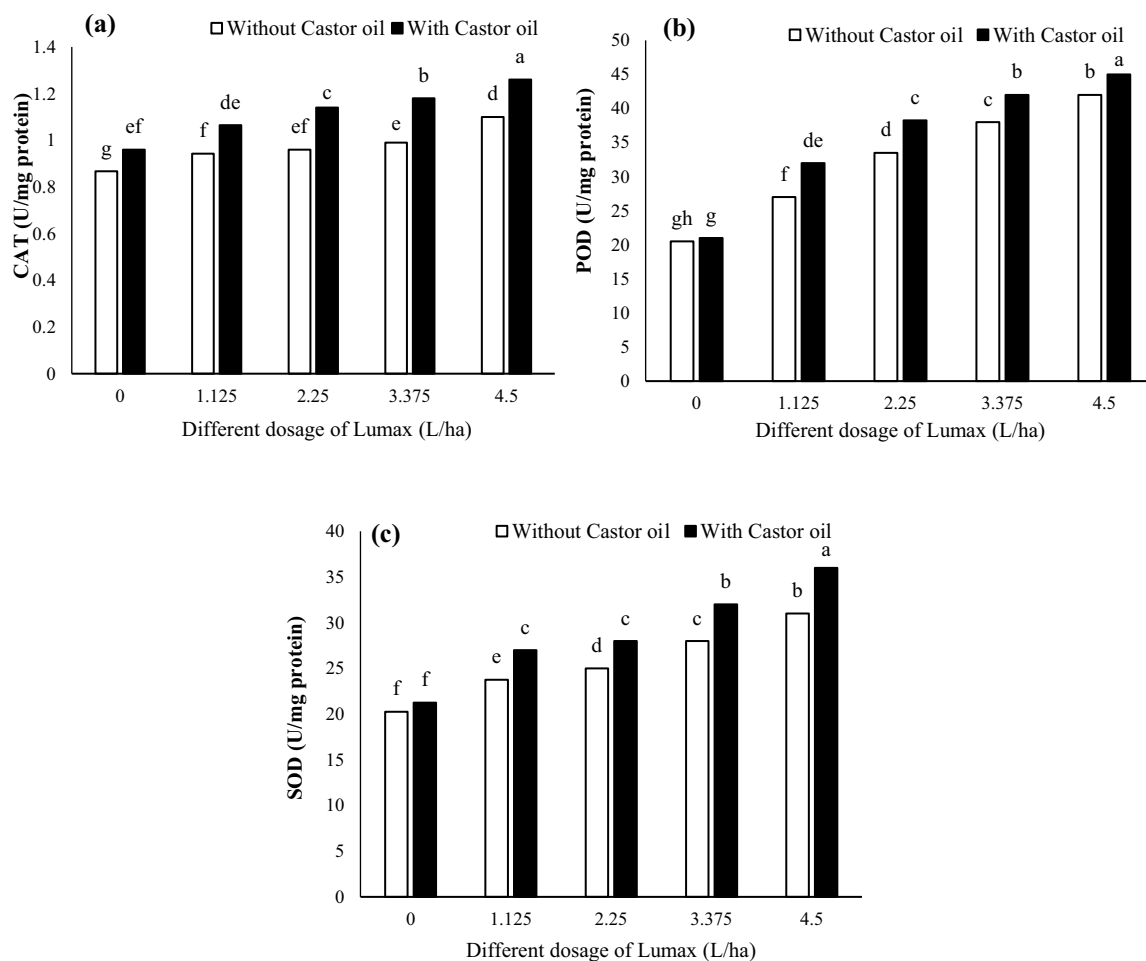 (a)
Without Castor oil With Castor oil
CAT (U/mg protein)
1.4
1.2
1
0.8
0.6
0.4
0.2
0
g ef f de ef c e b d a
0 1.125 2.25 3.375 4.5
Different dosage of Lumax (L/ha)
(b)
Without Castor oil With Castor oil
POD (U/mg protein)
50
45
40
35
30
25
20
15
10
5
0
gh g f de d c c b b a
0 1.125 2.25 3.375 4.5
Different dosage of Lumax (L/ha)
(c)
Without Castor oil With Castor oil
SOD (U/mg protein)
40
35
30
25
20
15
10
5
0
f f e c d c c b b a
0 1.125 2.25 3.375 4.5
Different dosage of Lumax (L/ha)